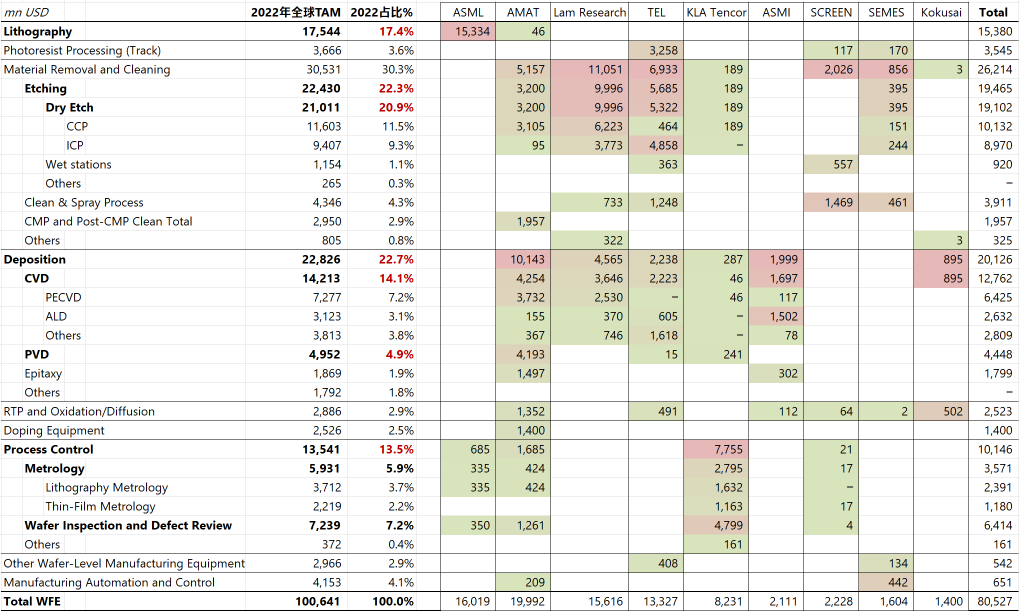 mn USD 2022年全球TAM 2022占比% ASML AMAT Lam Research TEL KLA Tencor ASMI SCREEN SEMES Kokusai Total
Lithography 17,544 17.4% 15,334 46 15,380
Photoresist Processing (Track) 3,666 3.6% 3,258 117 170 3,545
Material Removal and Cleaning 30,531 30.3% 5,157 11,051 6,933 189 2,026 856 3 26,214
Etching 22,430 22.3% 3,200 9,996 5,685 189 395 19,465
Dry Etch 21,011 20.9% 3,200 9,996 5,322 189 395 19,102
CCP 11,603 11.5% 3,105 6,223 464 189 151 10,132
ICP 9,407 9.3% 95 3,773 4,858 – 244 8,970
Wet stations 1,154 1.1% 363 557 920
Others 265 0.3% –
Clean & Spray Process 4,346 4.3% 733 1,248 1,469 461 3,911
CMP and Post-CMP Clean Total 2,950 2.9% 1,957 1,957
Others 805 0.8% 322 3 325
Deposition 22,826 22.7% 10,143 4,565 2,238 287 1,999 895 20,126
CVD 14,213 14.1% 4,254 3,646 2,223 46 1,697 895 12,762
PECVD 7,277 7.2% 3,732 2,530 – 46 117 6,425
ALD 3,123 3.1% 155 370 605 – 1,502 2,632
Others 3,813 3.8% 367 746 1,618 – 78 2,809
PVD 4,952 4.9% 4,193 15 241 4,448
Epitaxy 1,869 1.9% 1,497 302 1,799
Others 1,792 1.8% –
RTP and Oxidation/Diffusion 2,886 2.9% 1,352 491 112 64 2 502 2,523
Doping Equipment 2,526 2.5% 1,400 1,400
Process Control 13,541 13.5% 685 1,685 7,755 21 10,146
Metrology 5,931 5.9% 335 424 2,795 17 3,571
Lithography Metrology 3,712 3.7% 335 424 1,632 – 2,391
Thin-Film Metrology 2,219 2.2% 1,163 17 1,180
Wafer Inspection and Defect Review 7,239 7.2% 350 1,261 4,799 4 6,414
Others 372 0.4% 161 161
Other Wafer-Level Manufacturing Equipment 2,966 2.9% 408 134 542
Manufacturing Automation and Control 4,153 4.1% 209 442 651
Total WFE 100,641 100.0% 16,019 19,992 15,616 13,327 8,231 2,111 2,228 1,604 1,400 80,527